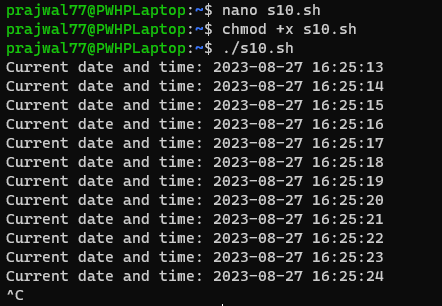 prajwal77@PWHPLaptop:~$ nano s10.sh
prajwal77@PWHPLaptop:~$ chmod +x s10.sh
prajwal77@PWHPLaptop:~$ ./s10.sh
Current date and time: 2023-08-27 16:25:13
Current date and time: 2023-08-27 16:25:14
Current date and time: 2023-08-27 16:25:15
Current date and time: 2023-08-27 16:25:16
Current date and time: 2023-08-27 16:25:17
Current date and time: 2023-08-27 16:25:18
Current date and time: 2023-08-27 16:25:19
Current date and time: 2023-08-27 16:25:20
Current date and time: 2023-08-27 16:25:21
Current date and time: 2023-08-27 16:25:22
Current date and time: 2023-08-27 16:25:23
Current date and time: 2023-08-27 16:25:24
^C